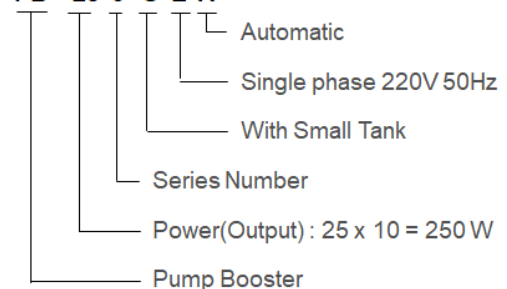 Automatic
Single phase 220V 50Hz
With Small Tank
Series Number
Power(Output) : 25 x 10 = 250 W
Pump Booster